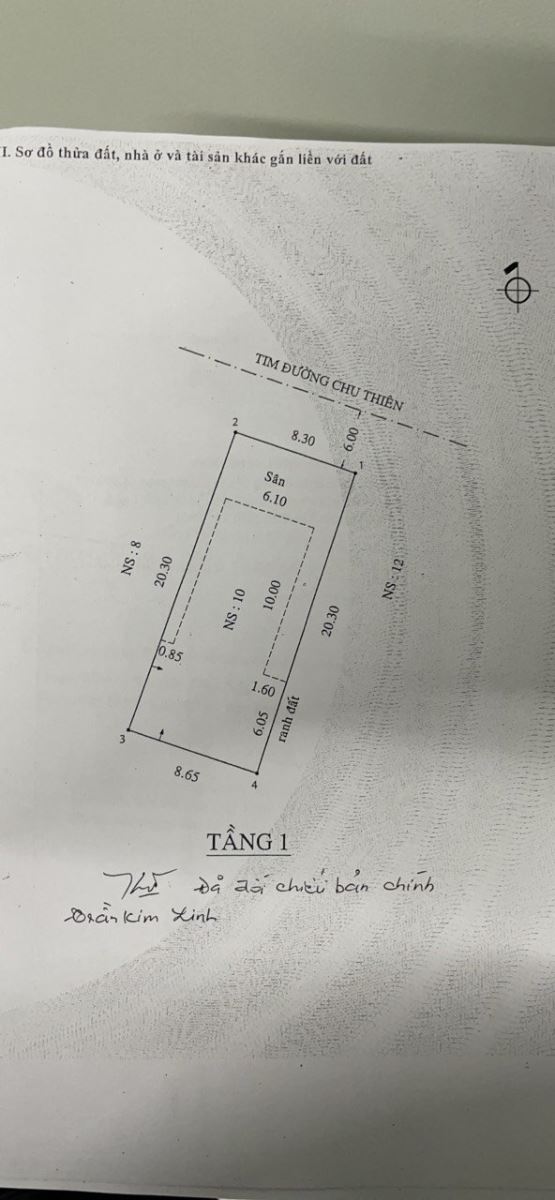 I. Sơ đồ thửa đất, nhà ở và tài sản khác gắn liền với đất
TIM ĐƯỜNG CHU THIÊN
6.00
2
8.30
1
Sân
6.10
NS : 8
20.30
NS : 10
10.00
NS : 12
20.30
0.85
1.60
6.05
ranh đất
3
8.65
4
TẦNG 1
Đã đối chiếu bản chính
Trần Kim Linh